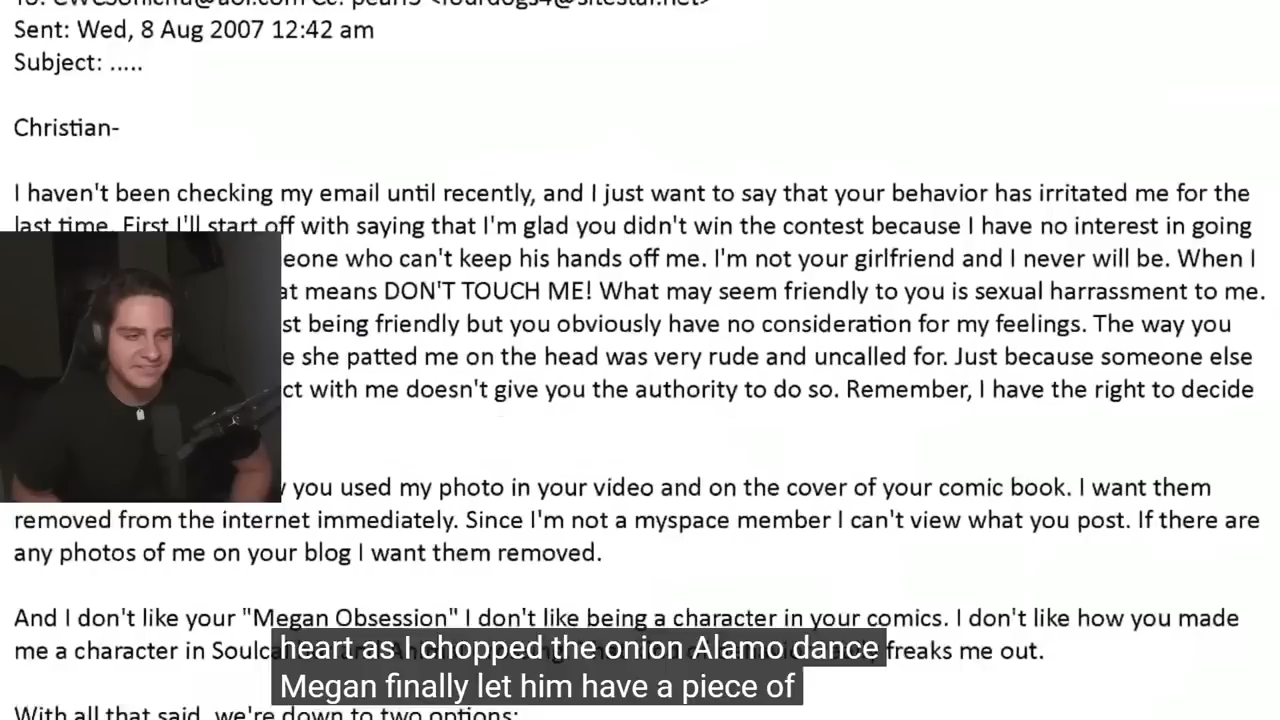 Sent: Wed, 8 Aug 2007 12:42 am
Subject: .....
Christian-
I haven't been checking my email until recently, and I just want to say that your behavior has irritated me for the
last time. First I'll start off with saying that I'm glad you didn't win the contest because I have no interest in going
eone who can't keep his hands off me. I'm not your girlfriend and I never will be. When I
at means DON'T TOUCH ME! What may seem friendly to you is sexual harrassment to me.
st being friendly but you obviously have no consideration for my feelings. The way you
e she patted me on the head was very rude and uncalled for. Just because someone else
ct with me doesn't give you the authority to do so. Remember, I have the right to decide
you used my photo in your video and on the cover of your comic book. I want them
removed from the internet immediately. Since I'm not a myspace member I can't view what you post. If there are
any photos of me on your blog I want them removed.
And I don't like your "Megan Obsession" I don't like being a character in your comics. I don't like how you made
me a character in Soulca freaks me out.
heart as I chopped the onion Alamo dance
Megan finally let him have a piece of
With all that said, we're down to two options: